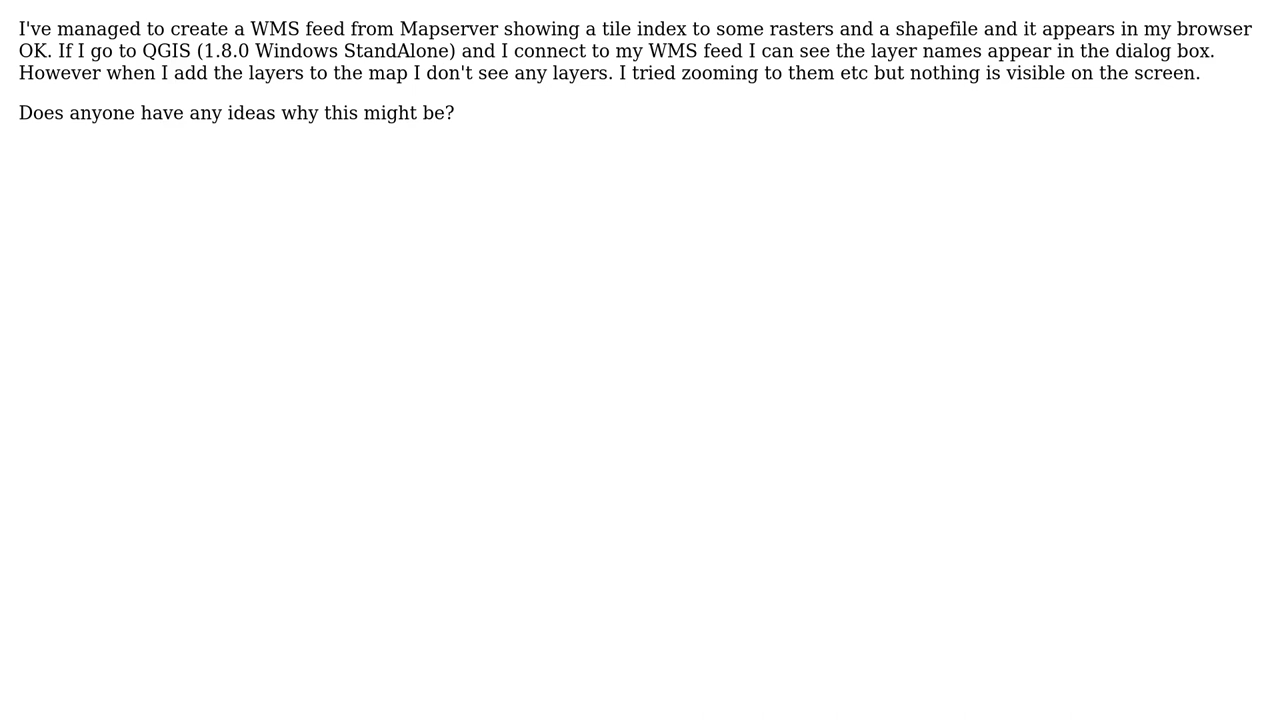 I've managed to create a WMS feed from Mapserver showing a tile index to some rasters and a shapefile and it appears in my browser
OK. If I go to QGIS (1.8.0 Windows StandAlone) and I connect to my WMS feed I can see the layer names appear in the dialog box.
However when I add the layers to the map I don't see any layers. I tried zooming to them etc but nothing is visible on the screen.
Does anyone have any ideas why this might be?